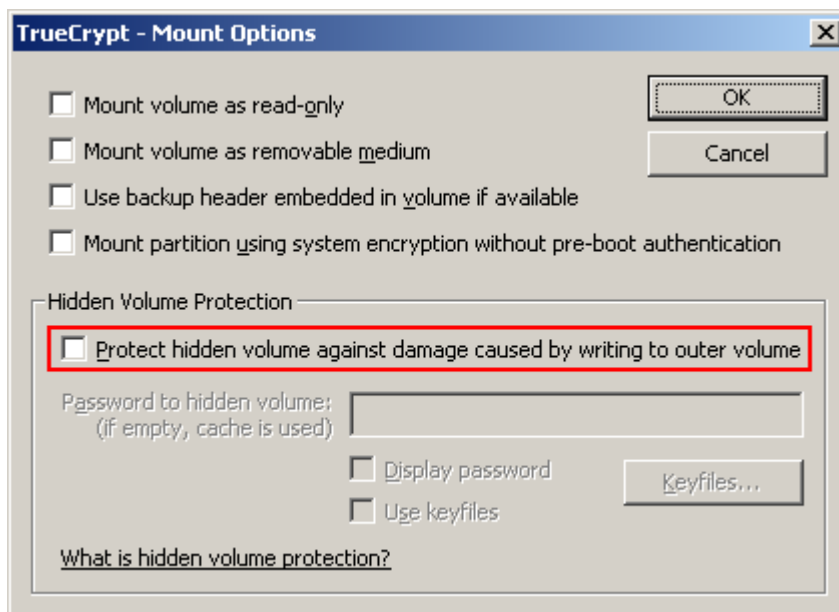 TrueCrypt - Mount Options
Mount volume as read-only
OK
Mount volume as removable medium
Cancel
Use backup header embedded in volume if available
Mount partition using system encryption without pre-boot authentication
Hidden Volume Protection
Protect hidden volume against damage caused by writing to outer volume
Password to hidden volume:
(if empty, cache is used)
Display password
Keyfiles...
Use keyfiles
What is hidden volume protection?